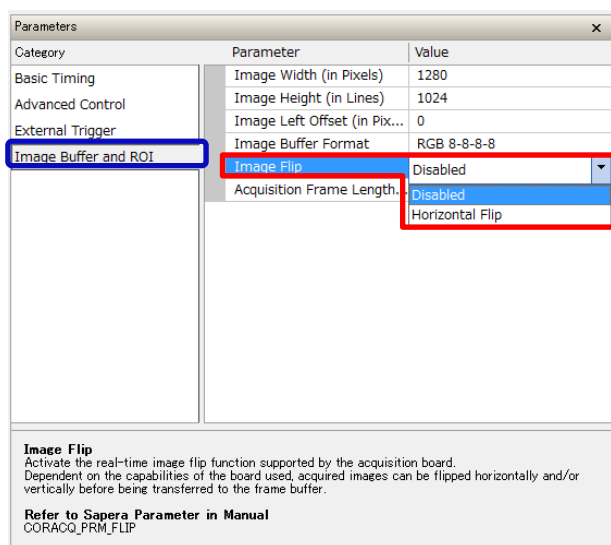 Parameters ×
Category Parameter Value
Basic Timing
Advanced Control
External Trigger
Image Buffer and ROI
Image Width (in Pixels) 1280
Image Height (in Lines) 1024
Image Left Offset (in Pix... 0
Image Buffer Format RGB 8-8-8-8
Image Flip Disabled
Acquisition Frame Length...
Disabled
Horizontal Flip
Image Flip
Activate the real-time image flip function supported by the acquisition board.
Dependent on the capabilities of the board used, acquired images can be flipped horizontally and/or
vertically before being transferred to the frame buffer.
Refer to Sapera Parameter in Manual
CORACQ_PRM_FLIP